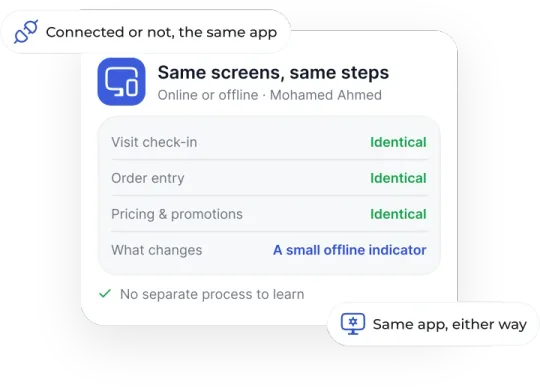 Connected or not, the same app
Same screens, same steps
Online or offline · Mohamed Ahmed
Visit check-in Identical
Order entry Identical
Pricing & promotions Identical
What changes A small offline indicator
No separate process to learn
Same app, either way